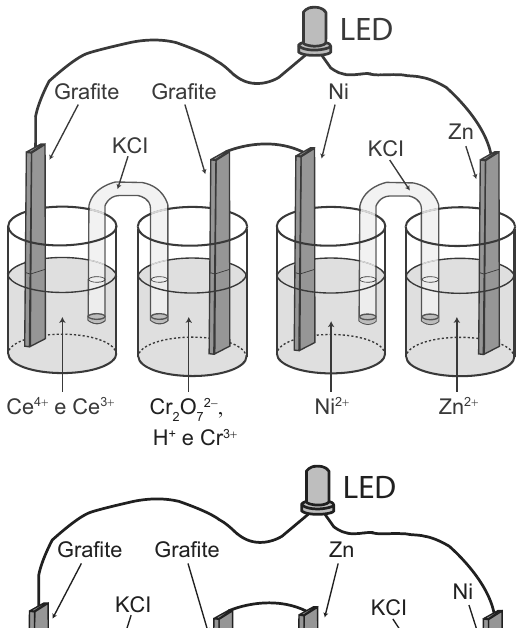 LED
Grafite Grafite Ni
Zn
KCl KCl
Ce⁴⁺ e Ce³⁺ Cr₂O₇²⁻, Ni²⁺ Zn²⁺
H⁺ e Cr³⁺
LED
Grafite Grafite Zn
Ni
KCl KCl